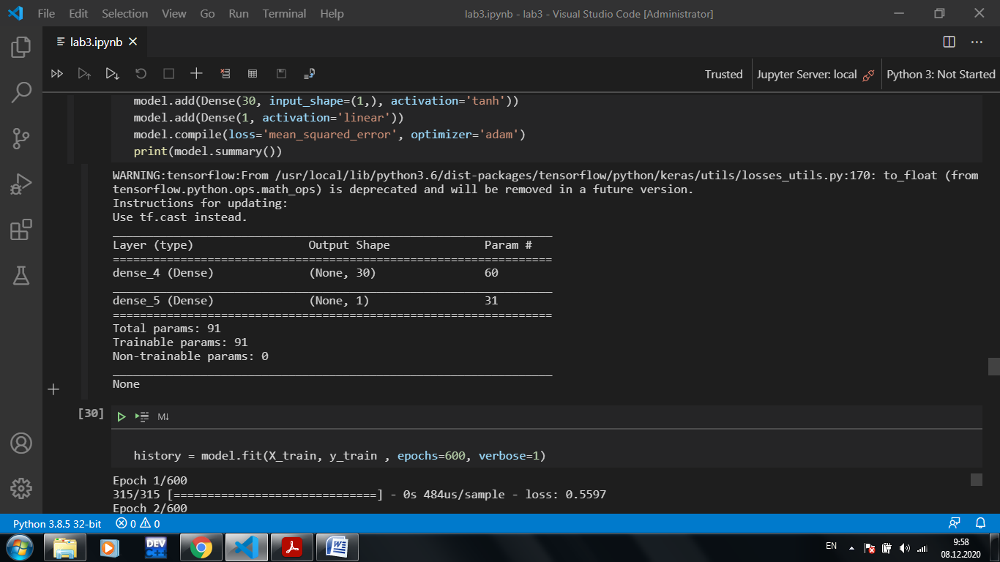 File Edit Selection View Go Run Terminal Help lab3.ipynb - lab3 - Visual Studio Code [Administrator]
lab3.ipynb
Trusted Jupyter Server: local Python 3: Not Started
model.add(Dense(30, input_shape=(1,), activation='tanh'))
model.add(Dense(1, activation='linear'))
model.compile(loss='mean_squared_error', optimizer='adam')
print(model.summary())
WARNING:tensorflow:From /usr/local/lib/python3.6/dist-packages/tensorflow/python/keras/utils/losses_utils.py:170: to_float (from
tensorflow.python.ops.math_ops) is deprecated and will be removed in a future version.
Instructions for updating:
Use tf.cast instead.
_________________________________________________________________
Layer (type) Output Shape Param #
=================================================================
dense_4 (Dense) (None, 30) 60
_________________________________________________________________
dense_5 (Dense) (None, 1) 31
=================================================================
Total params: 91
Trainable params: 91
Non-trainable params: 0
_________________________________________________________________
None
[30] M↓
history = model.fit(X_train, y_train , epochs=600, verbose=1)
Epoch 1/600
315/315 [==============================] - 0s 484us/sample - loss: 0.5597
Epoch 2/600
Python 3.8.5 32-bit 0 0
DEV C++ EN 9:58
08.12.2020